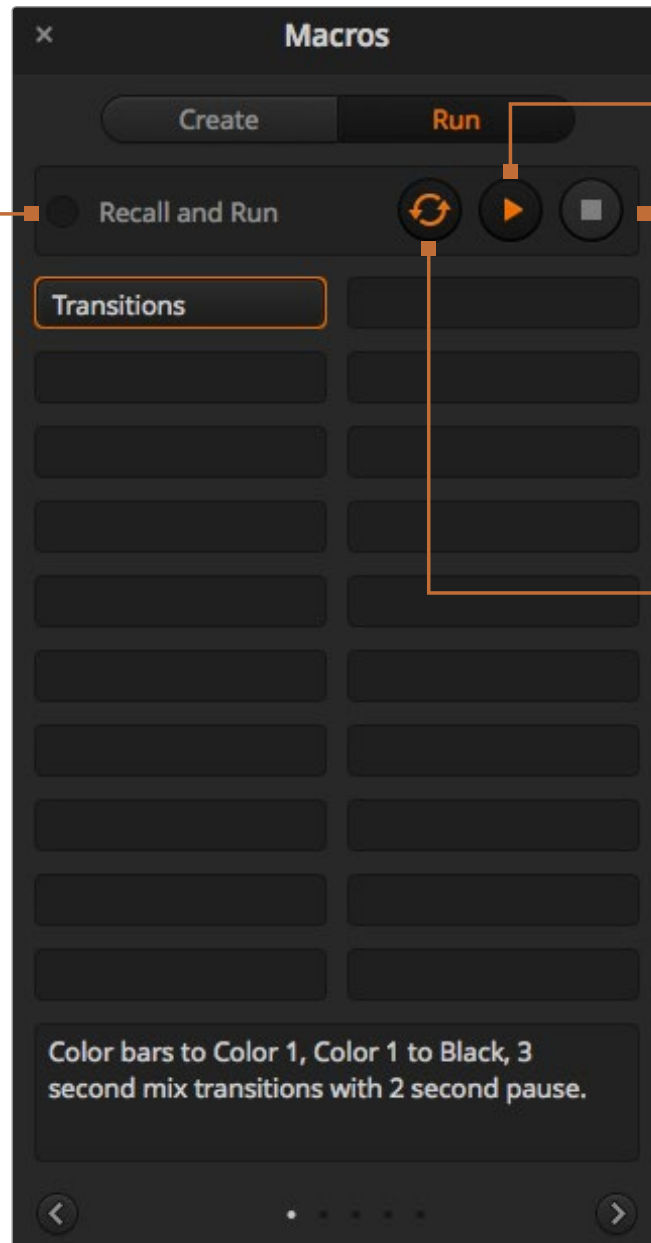 Macros
Create Run
Recall and Run
Transitions
Color bars to Color 1, Color 1 to Black, 3
second mix transitions with 2 second pause.